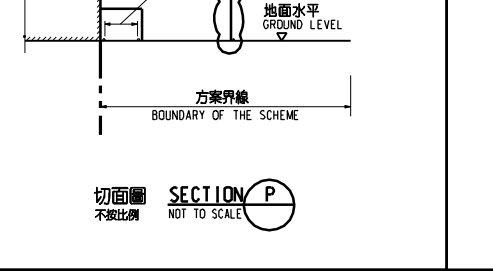 地面水平
GROUND LEVEL
方案界線
BOUNDARY OF THE SCHEME
切面圖 SECTION P
不按比例 NOT TO SCALE